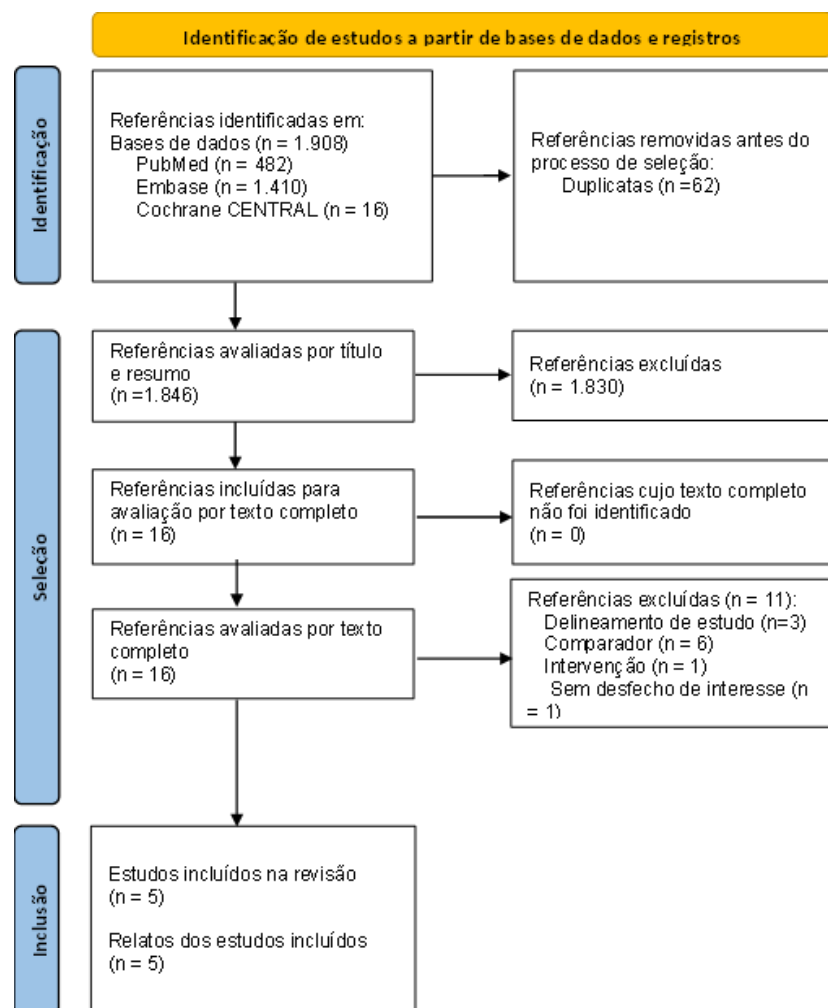 Identificação de estudos a partir de bases de dados e registros
Identificação
Referências identificadas em:
Bases de dados (n = 1.908)
PubMed (n = 482)
Embase (n = 1.410)
Cochrane CENTRAL (n = 16)
Referências removidas antes do
processo de seleção:
Duplicatas (n =62)
Seleção
Referências avaliadas por título
e resumo
(n =1.846)
Referências excluídas
(n = 1.830)
Referências incluídas para
avaliação por texto completo
(n = 16)
Referências cujo texto completo
não foi identificado
(n = 0)
Referências avaliadas por texto
completo
(n = 16)
Referências excluídas (n = 11):
Delineamento de estudo (n=3)
Comparador (n = 6)
Intervenção (n = 1)
Sem desfecho de interesse (n
= 1)
Inclusão
Estudos incluídos na revisão
(n = 5)
Relatos dos estudos incluídos
(n = 5)